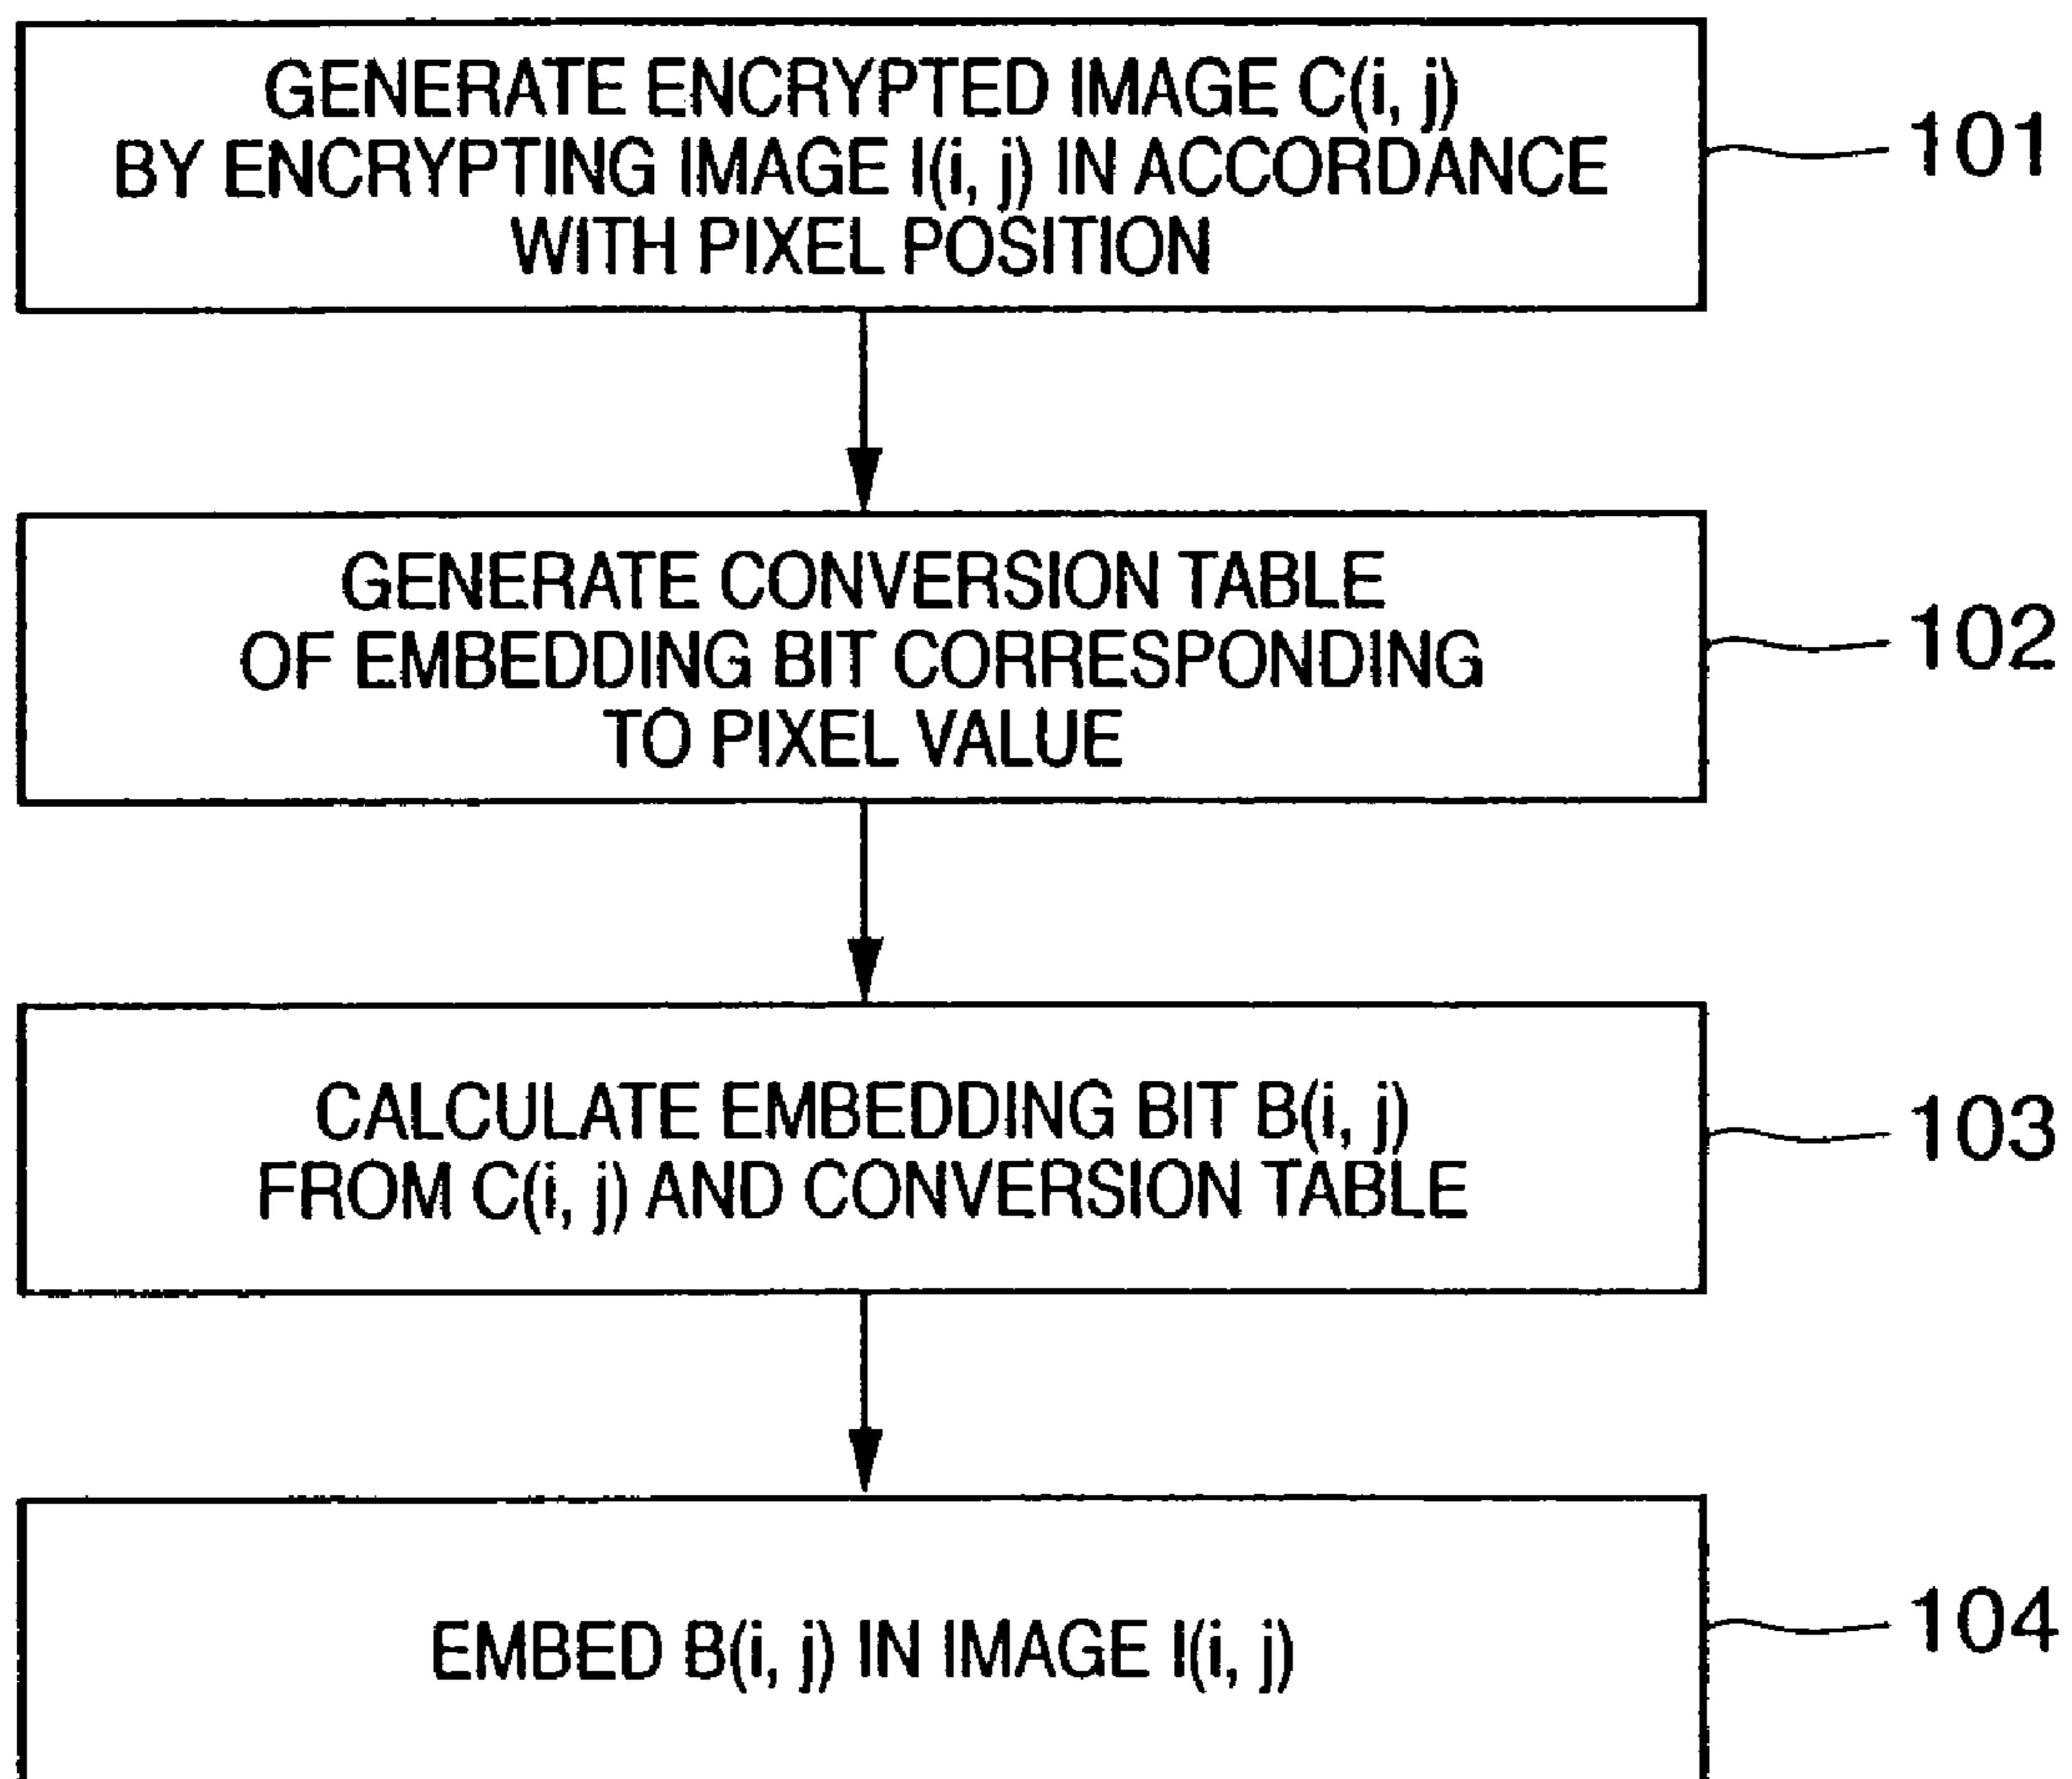 GENERATE ENCRYPTED IMAGE C(i, j)
BY ENCRYPTING IMAGE I(i, j) IN ACCORDANCE
WITH PIXEL POSITION
101
GENERATE CONVERSION TABLE
OF EMBEDDING BIT CORRESPONDING
TO PIXEL VALUE
102
CALCULATE EMBEDDING BIT B(i, j)
FROM C(i, j) AND CONVERSION TABLE
103
EMBED B(i, j) IN IMAGE I(i, j)
104